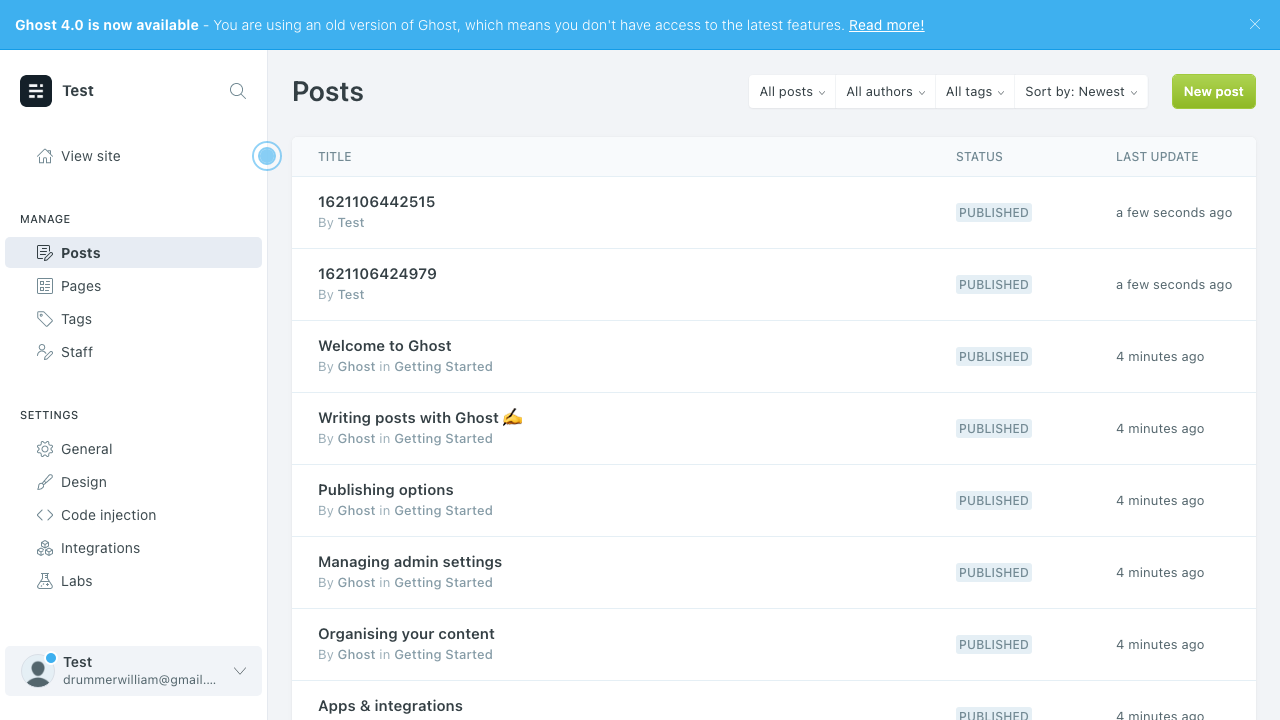 Ghost 4.0 is now available - You are using an old version of Ghost, which means you don't have access to the latest features. Read more!
Test
View site
MANAGE
Posts
Pages
Tags
Staff
SETTINGS
General
Design
Code injection
Integrations
Labs
Test
drummerwilliam@gmail....
Posts
All posts All authors All tags Sort by: Newest New post
TITLE STATUS LAST UPDATE
1621106442515
By Test
PUBLISHED a few seconds ago
1621106424979
By Test
PUBLISHED a few seconds ago
Welcome to Ghost
By Ghost in Getting Started
PUBLISHED 4 minutes ago
Writing posts with Ghost ✍️
By Ghost in Getting Started
PUBLISHED 4 minutes ago
Publishing options
By Ghost in Getting Started
PUBLISHED 4 minutes ago
Managing admin settings
By Ghost in Getting Started
PUBLISHED 4 minutes ago
Organising your content
By Ghost in Getting Started
PUBLISHED 4 minutes ago
Apps & integrations
PUBLISHED 4 minutes ago